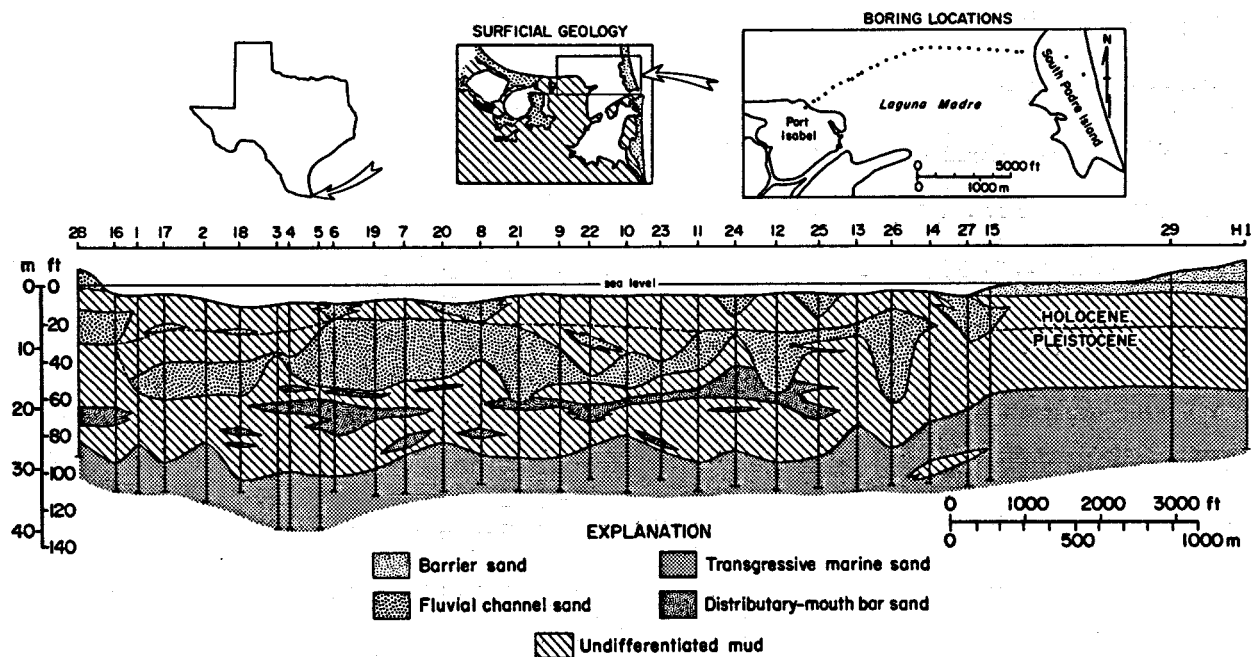 SURFICIAL GEOLOGY
BORING LOCATIONS
N
South Padre Island
Laguna Madre
Port
Isabel
0 5000 ft
0 1000 m
28 16 1 17 2 18 3 4 5 6 19 7 20 8 21 9 22 10 23 11 24 12 25 13 26 14 27 15 29 H1
m ft
0 0
sea level
20
HOLOCENE
PLEISTOCENE
10
40
60
20
80
30 100
120
40
140
0 1000 2000 3000 ft
0 500 1000 m
EXPLANATION
Barrier sand
Transgressive marine sand
Fluvial channel sand
Distributary-mouth bar sand
Undifferentiated mud